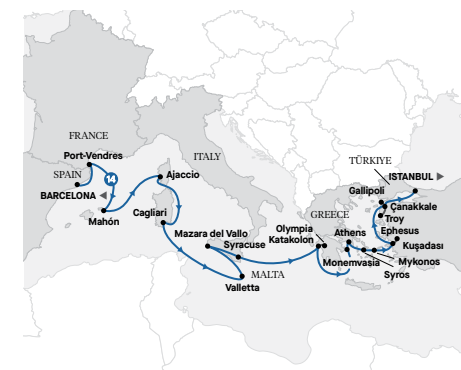 FRANCE
Port-Vendres
SPAIN
14
BARCELONA
Mahón
Ajaccio
ITALY
Cagliari
Mazara del Vallo
Syracuse
MALTA
Valletta
TÜRKIYE
ISTANBUL
Gallipoli
Çanakkale
Troy
GREECE
Olympia
Katakolon
Athens
Ephesus
Kuşadası
Monemvasia
Mykonos
Syros